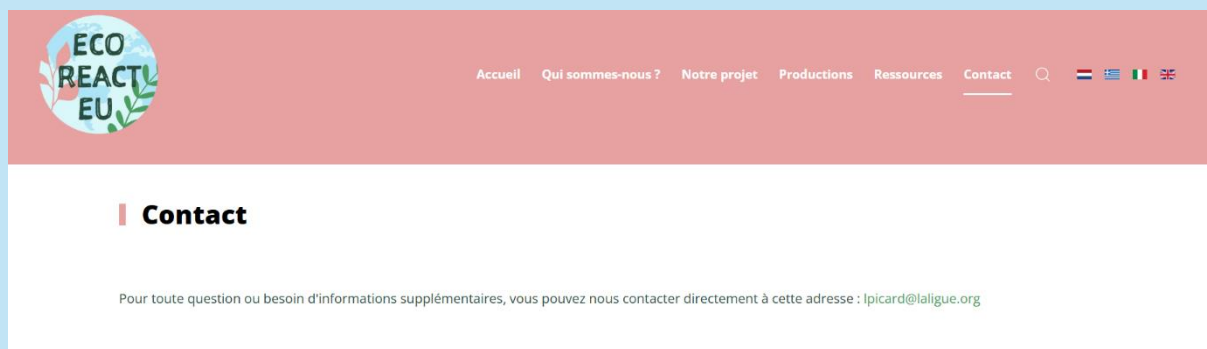 ECO
REACT
EU
Accueil Qui sommes-nous ? Notre projet Productions Ressources Contact
Contact
Pour toute question ou besoin d'informations supplémentaires, vous pouvez nous contacter directement à cette adresse : lpicard@laligue.org